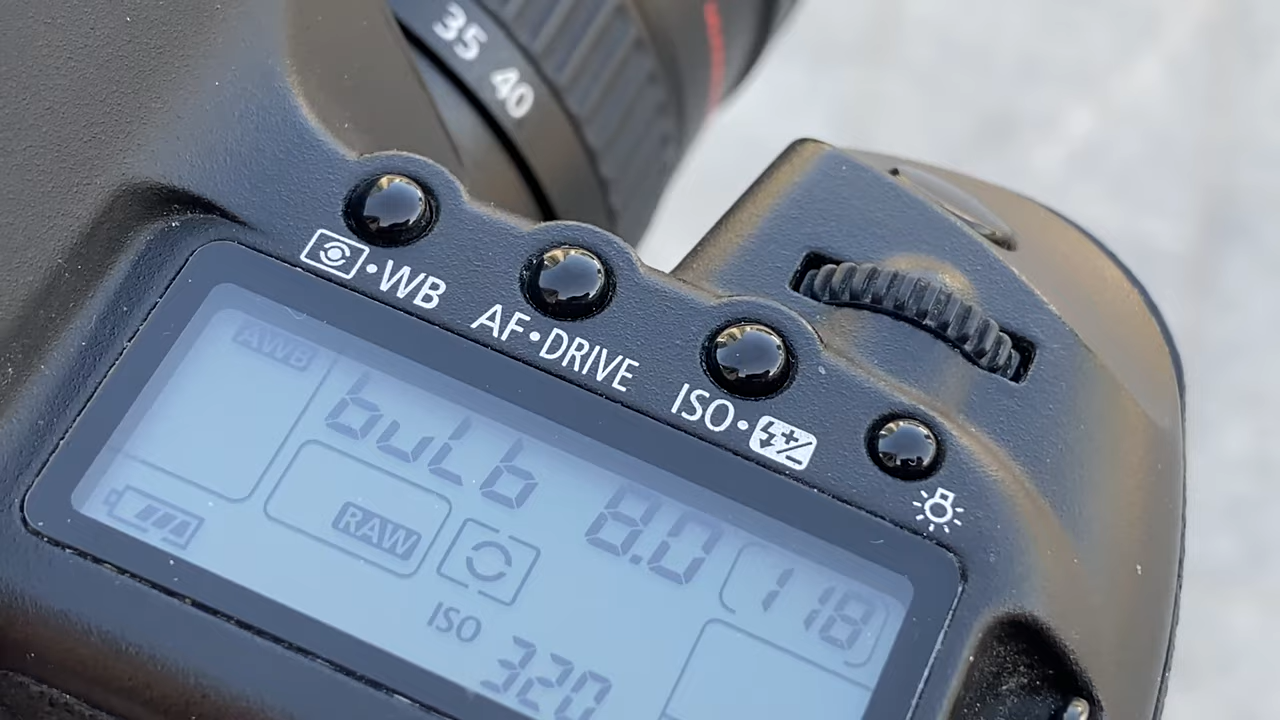 35 40
•WB
AF•DRIVE
ISO•
AWB
buLb 8.0 118
RAW
ISO
320